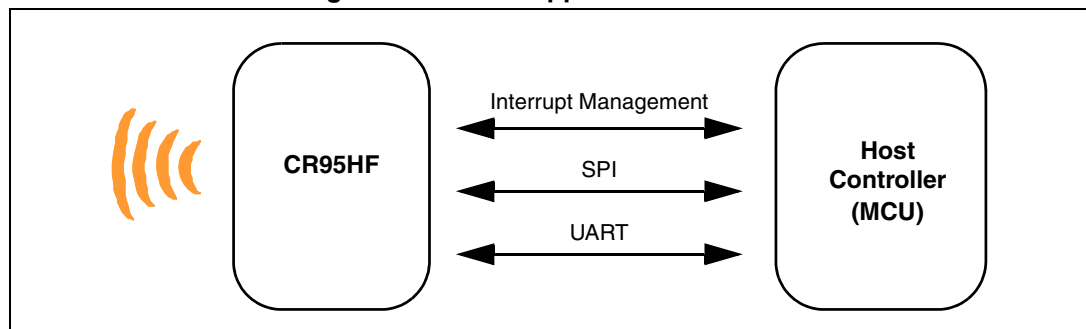 Interrupt Management
CR95HF
SPI
UART
Host
Controller
(MCU)